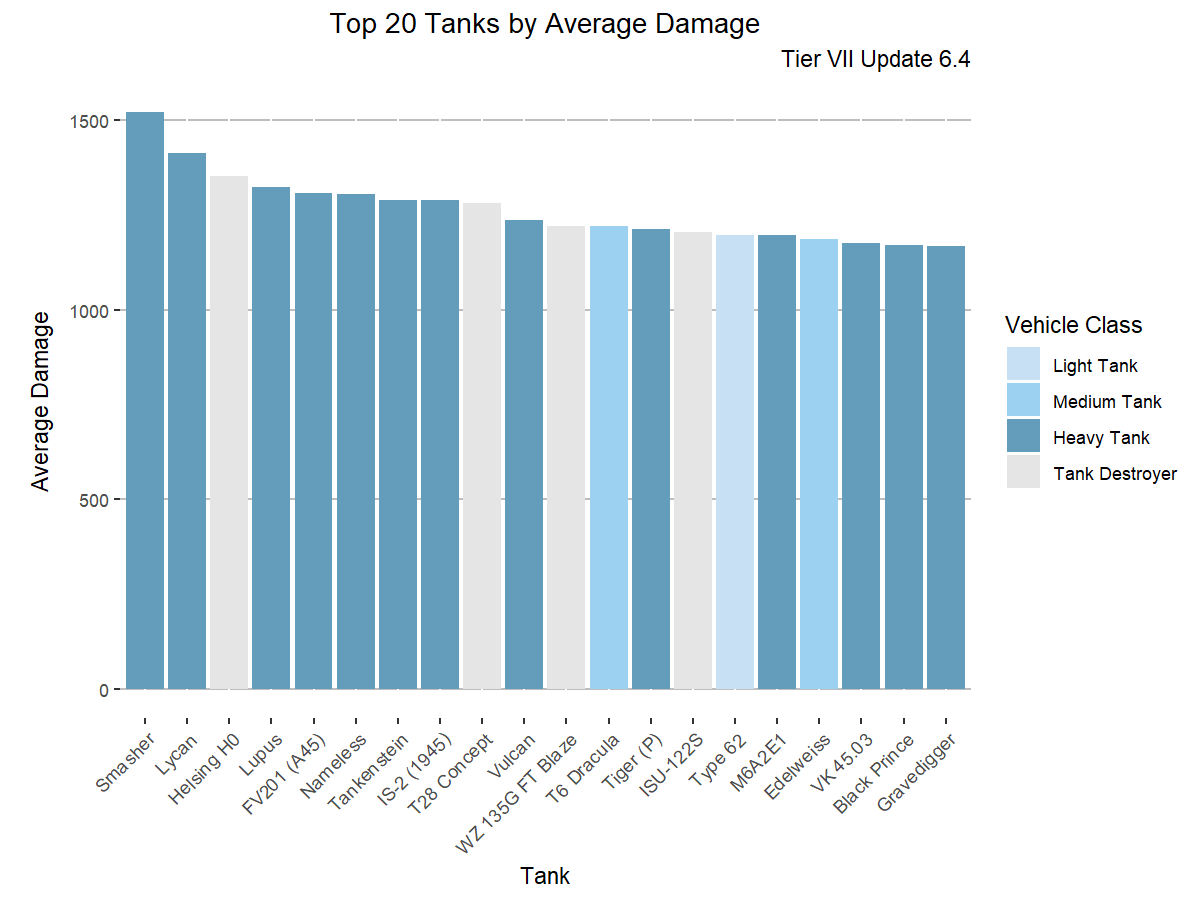 Top 20 Tanks by Average Damage
Tier VII Update 6.4
Average Damage
1500
1000
500
0
Smasher
Lycan
Helsing H0
Lupus
FV201 (A45)
Nameless
Tankenstein
IS-2 (1945)
T28 Concept
Vulcan
WZ 135G FT Blaze
T6 Dracula
Tiger (P)
ISU-122S
Type 62
M6A2E1
Edelweiss
VK 45.03
Black Prince
Gravedigger
Tank
Vehicle Class
Light Tank
Medium Tank
Heavy Tank
Tank Destroyer